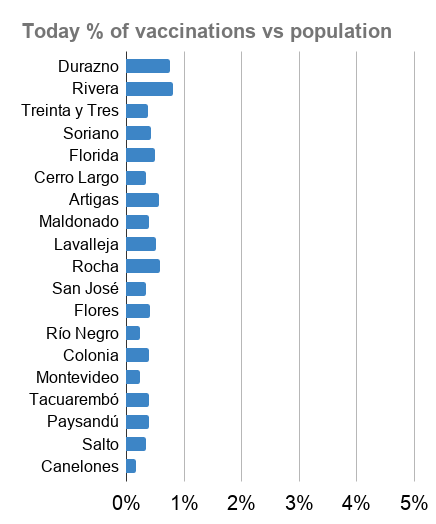 Today % of vaccinations vs population
Durazno
Rivera
Treinta y Tres
Soriano
Florida
Cerro Largo
Artigas
Maldonado
Lavalleja
Rocha
San José
Flores
Río Negro
Colonia
Montevideo
Tacuarembó
Paysandú
Salto
Canelones
0% 1% 2% 3% 4% 5%